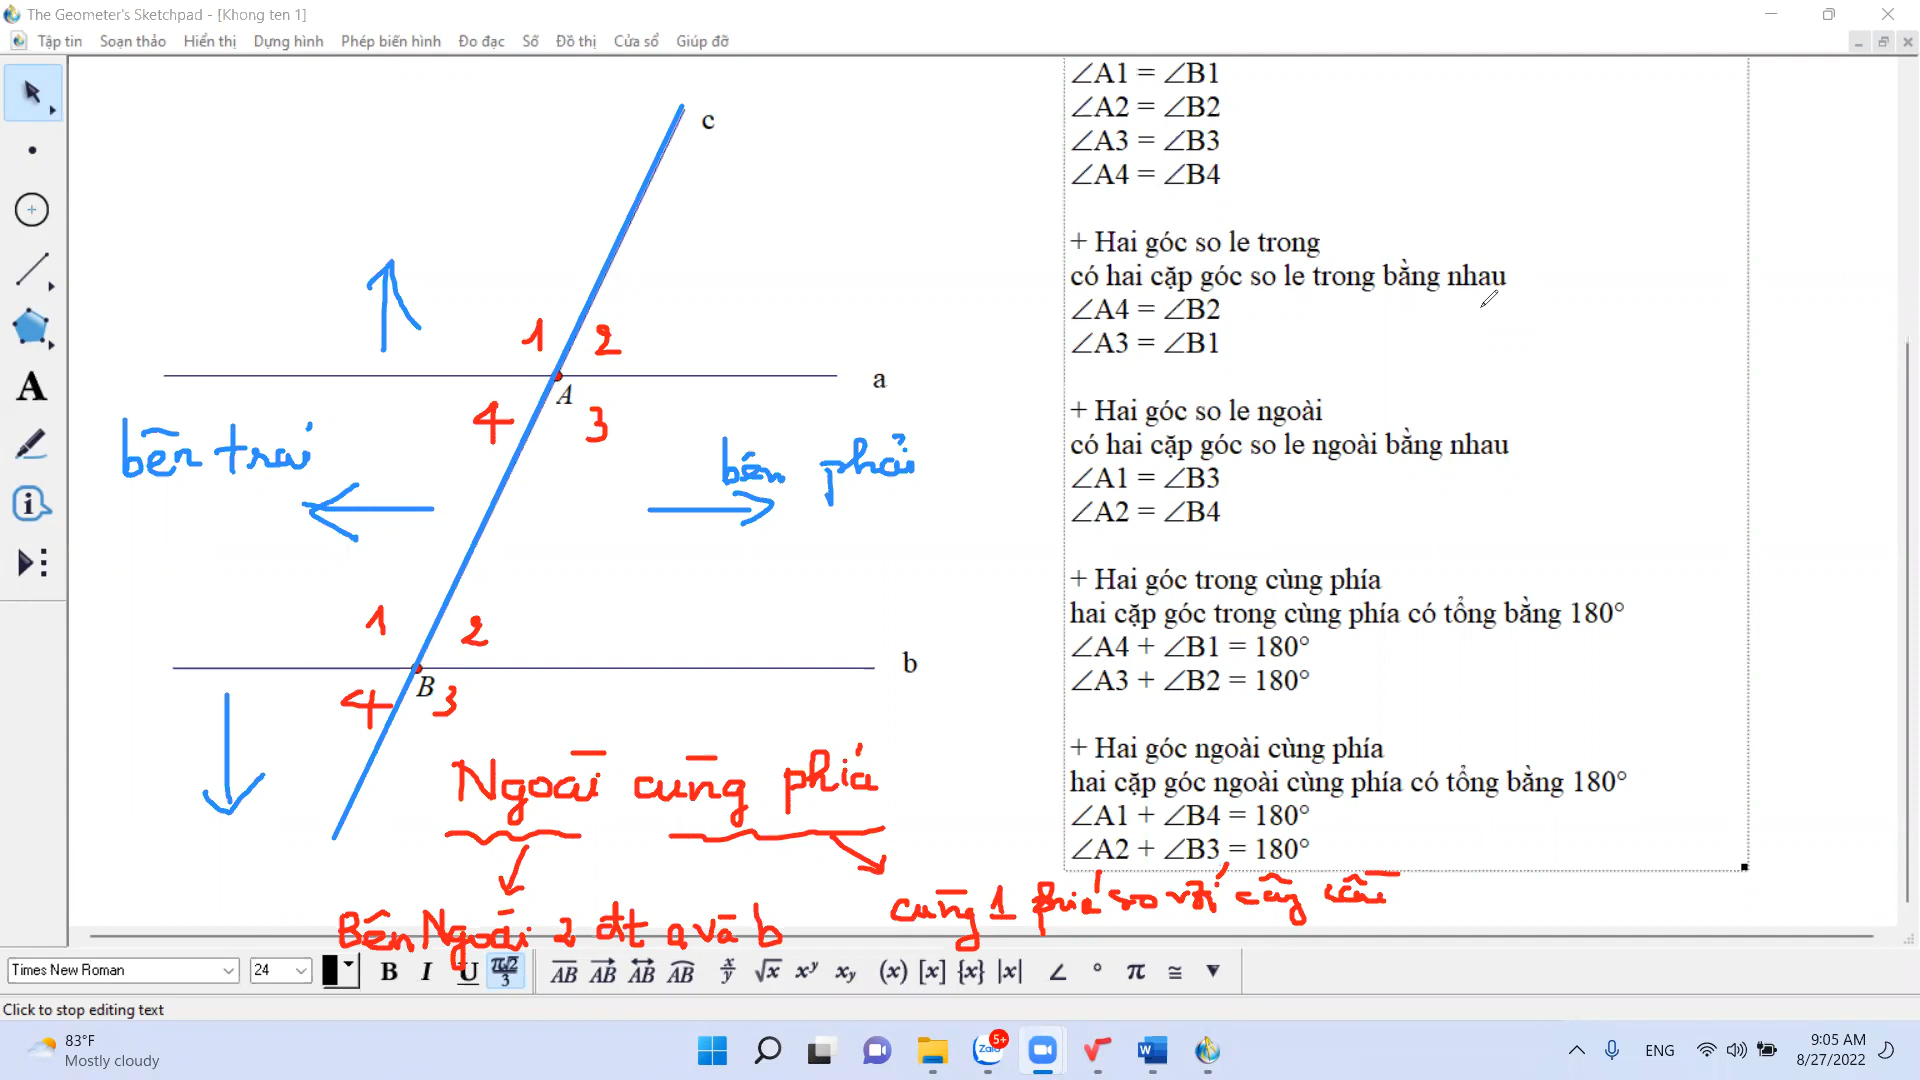 The Geometer's Sketchpad - [Khong ten 1]
Tập tin Soạn thảo Hiển thị Dựng hình Phép biến hình Đo đạc Số Đồ thị Cửa sổ Giúp đỡ
c
1 2
A
a
4 3
bên trái
bên phải
1 2
B
b
4 3
Ngoài cùng phía
Bên Ngoài 2 đt a và b
cùng 1 phía so với c
∠A1 = ∠B1
∠A2 = ∠B2
∠A3 = ∠B3
∠A4 = ∠B4
+ Hai góc so le trong
có hai cặp góc so le trong bằng nhau
∠A4 = ∠B2
∠A3 = ∠B1
+ Hai góc so le ngoài
có hai cặp góc so le ngoài bằng nhau
∠A1 = ∠B3
∠A2 = ∠B4
+ Hai góc trong cùng phía
hai cặp góc trong cùng phía có tổng bằng 180°
∠A4 + ∠B1 = 180°
∠A3 + ∠B2 = 180°
+ Hai góc ngoài cùng phía
hai cặp góc ngoài cùng phía có tổng bằng 180°
∠A1 + ∠B4 = 180°
∠A2 + ∠B3 = 180°
Times New Roman 24 B I U
Click to stop editing text
83°F
Mostly cloudy
Zalo 5+
ENG
9:05 AM
8/27/2022